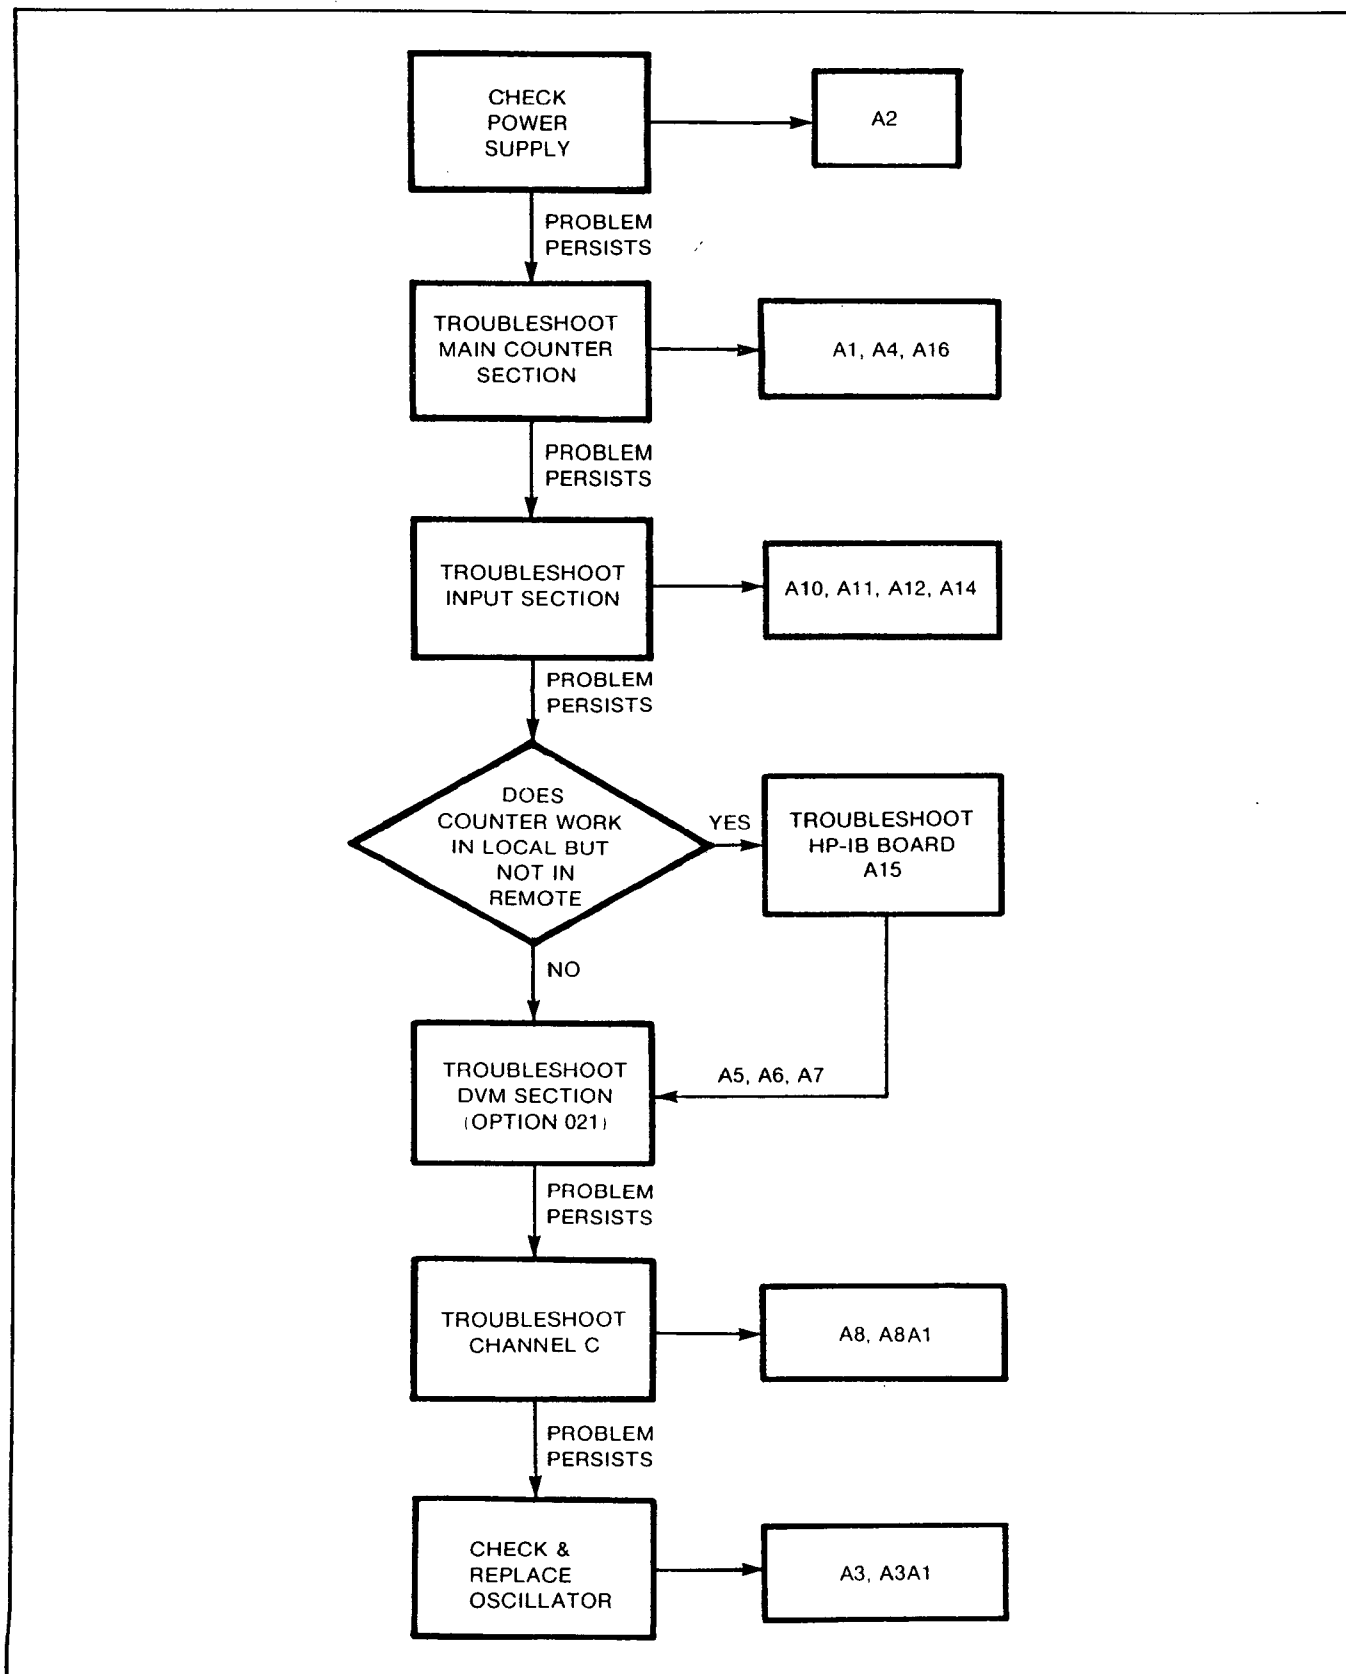 CHECK
POWER
SUPPLY
A2
PROBLEM
PERSISTS
TROUBLESHOOT
MAIN COUNTER
SECTION
A1, A4, A16
PROBLEM
PERSISTS
TROUBLESHOOT
INPUT SECTION
A10, A11, A12, A14
PROBLEM
PERSISTS
DOES
COUNTER WORK
IN LOCAL BUT
NOT IN
REMOTE
YES
TROUBLESHOOT
HP-IB BOARD
A15
NO
TROUBLESHOOT
DVM SECTION
(OPTION 021)
A5, A6, A7
PROBLEM
PERSISTS
TROUBLESHOOT
CHANNEL C
A8, A8A1
PROBLEM
PERSISTS
CHECK &
REPLACE
OSCILLATOR
A3, A3A1